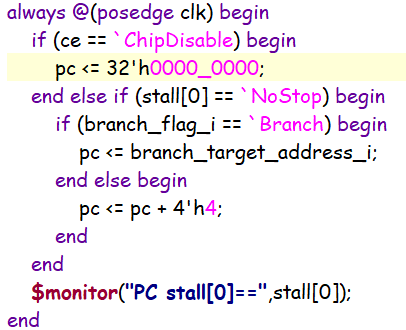 always @(posedge clk) begin
if (ce == `ChipDisable) begin
pc <= 32'h0000_0000;
end else if (stall[0] == `NoStop) begin
if (branch_flag_i == `Branch) begin
pc <= branch_target_address_i;
end else begin
pc <= pc + 4'h4;
end
end
$monitor("PC stall[0]==",stall[0]);
end